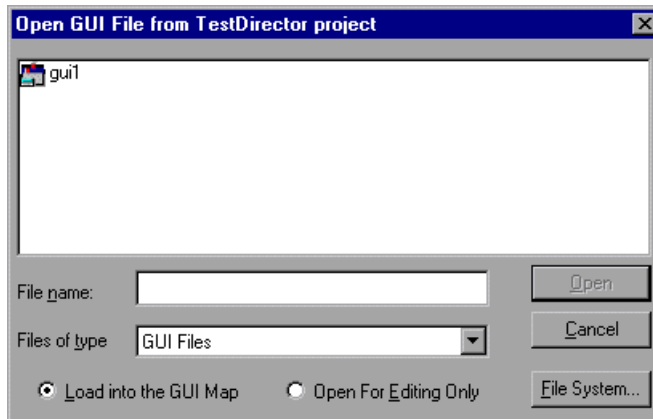 Open GUI File from TestDirector project
gui1
File name:
Open
Files of type
GUI Files
Cancel
Load into the GUI Map
Open For Editing Only
File System...